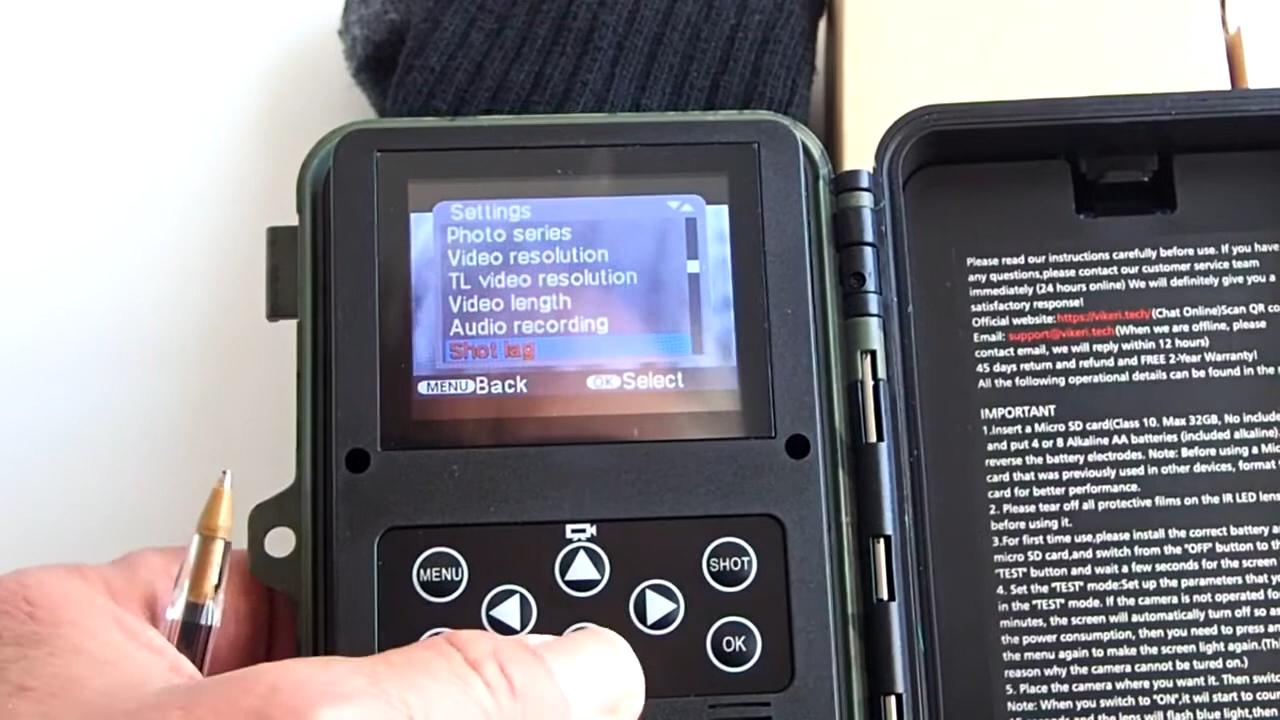 Settings
Photo series
Video resolution
TL video resolution
Video length
Audio recording
Shot lag
MENU Back
OK Select
MENU
SHOT
OK
Please read our instructions carefully before use. If you have
any questions,please contact our customer service team
immediately (24 hours online) We will definitely give you a
satisfactory response!
Official website: https://vikeri.tech/ (Chat Online)Scan QR
Email: support@vikeri.tech (When we are offline, please
contact email, we will reply within 12 hours)
45 days return and refund and FREE 2-Year Warranty!
All the following operational details can be found in the
IMPORTANT
1.Insert a Micro SD card(Class 10. Max 32GB, No
and put 4 or 8 Alkaline AA batteries (included alkaline).
reverse the battery electrodes. Note: Before using a
card that was previously used in other devices, format
card for better performance.
2. Please tear off all protective films on the IR LED
before using it.
3.For first time use,please install the correct battery
micro SD card,and switch from the "OFF" button to
"TEST" button and wait a few seconds for the screen
4. Set the "TEST" mode:Set up the parameters that
in the "TEST" mode. If the camera is not operated
minutes, the screen will automatically turn off so
the power consumption, then you need to press
the menu again to make the screen light again.
reason why the camera cannot be turned on.)
5. Place the camera where you want it. Then
Note: When you switch to "ON",it wil start to
seconds and the lens will flash blue light,then